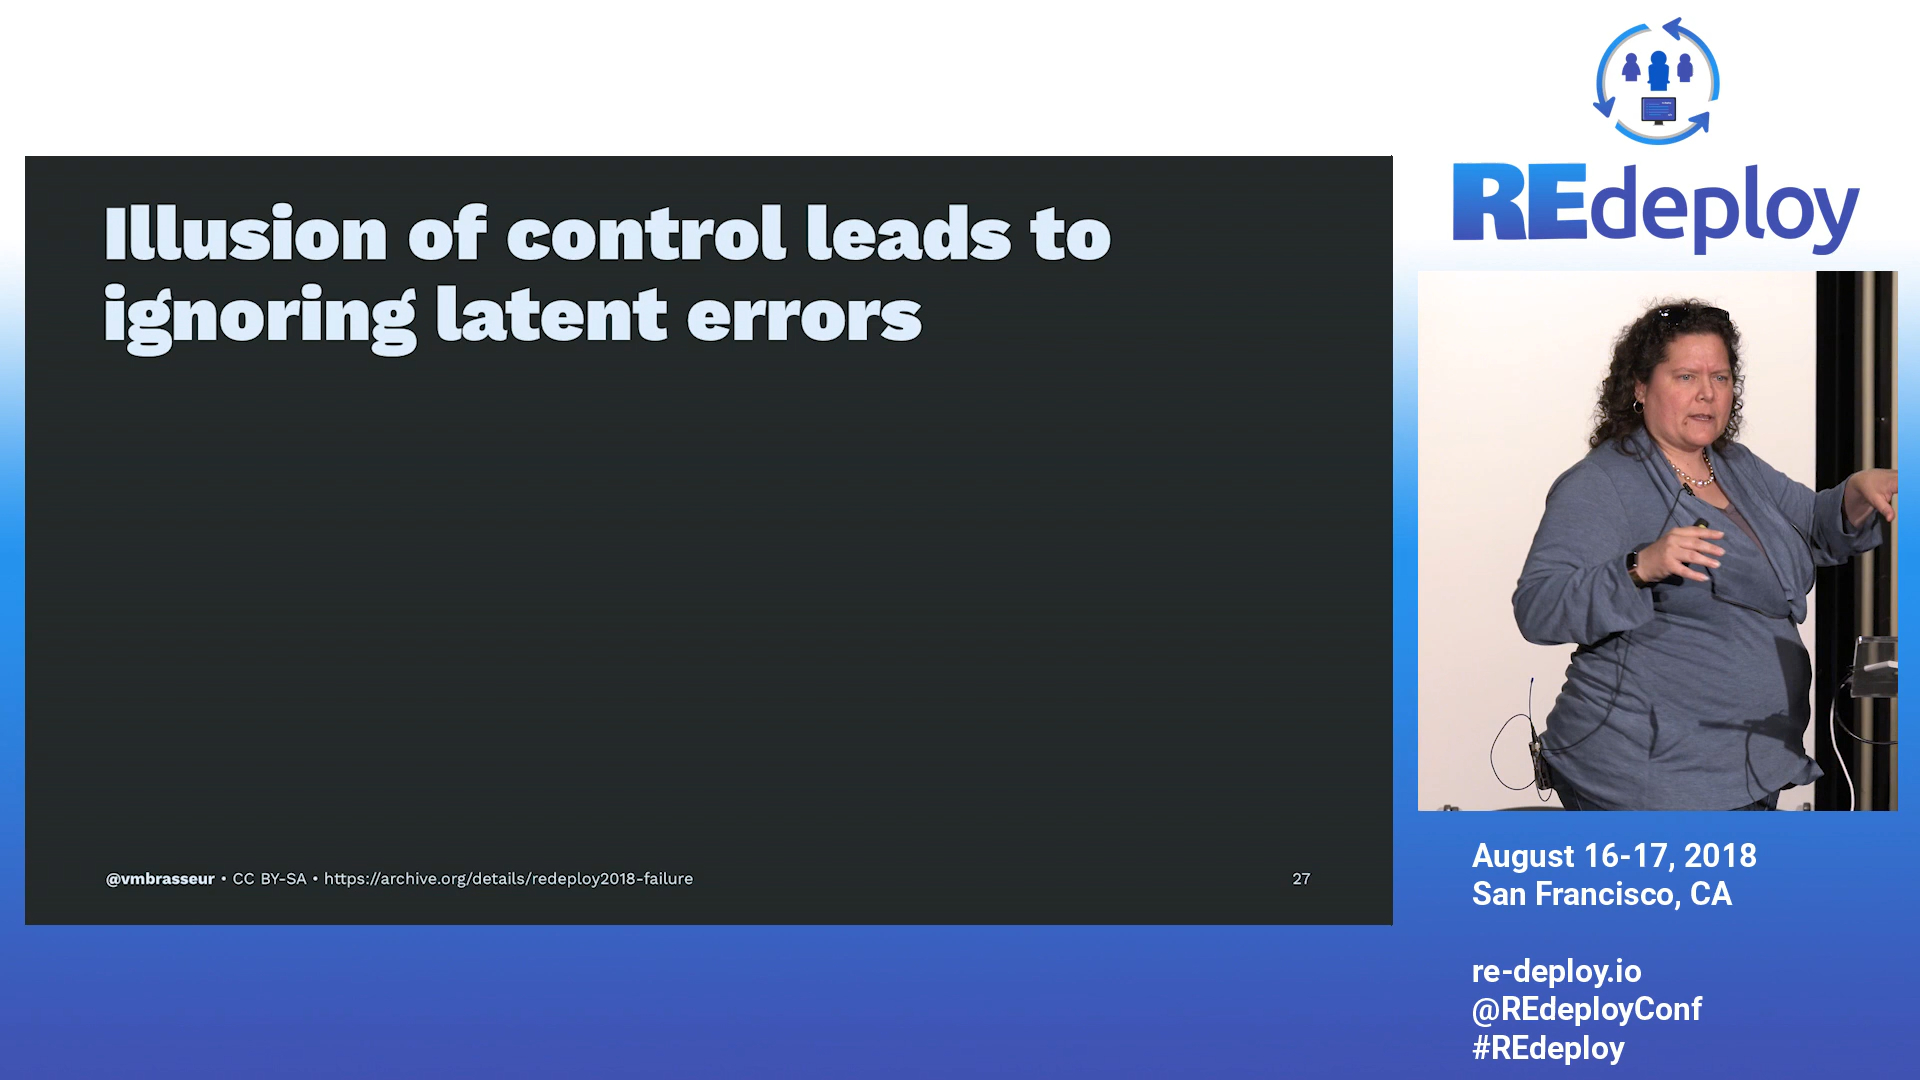 Illusion of control leads to
ignoring latent errors
@vmbrasseur • CC BY-SA • https://archive.org/details/redeploy2018-failure
27
REdeploy
August 16-17, 2018
San Francisco, CA
re-deploy.io
@REdeployConf
#REdeploy